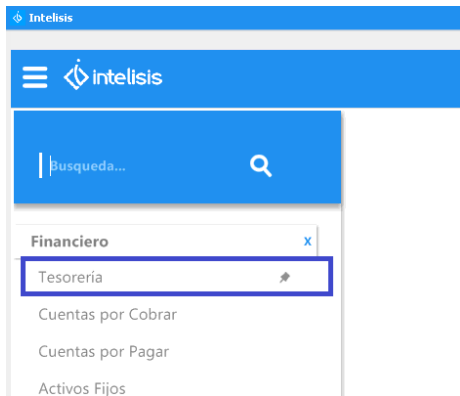 Intelisis
intelisis
Busqueda...
Financiero x
Tesorería
Cuentas por Cobrar
Cuentas por Pagar
Activos Fijos